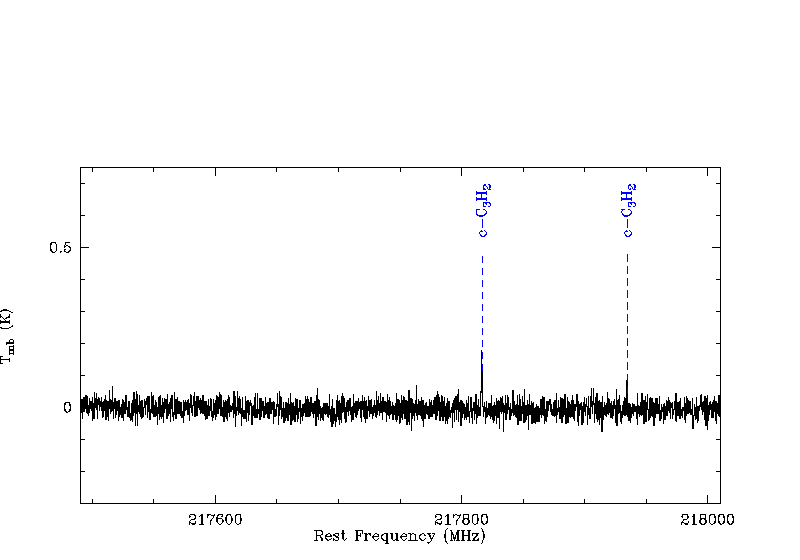 c-C3H2
c-C3H2
0.5
0
Tmb (K)
217600
217800
218000
Rest Frequency (MHz)